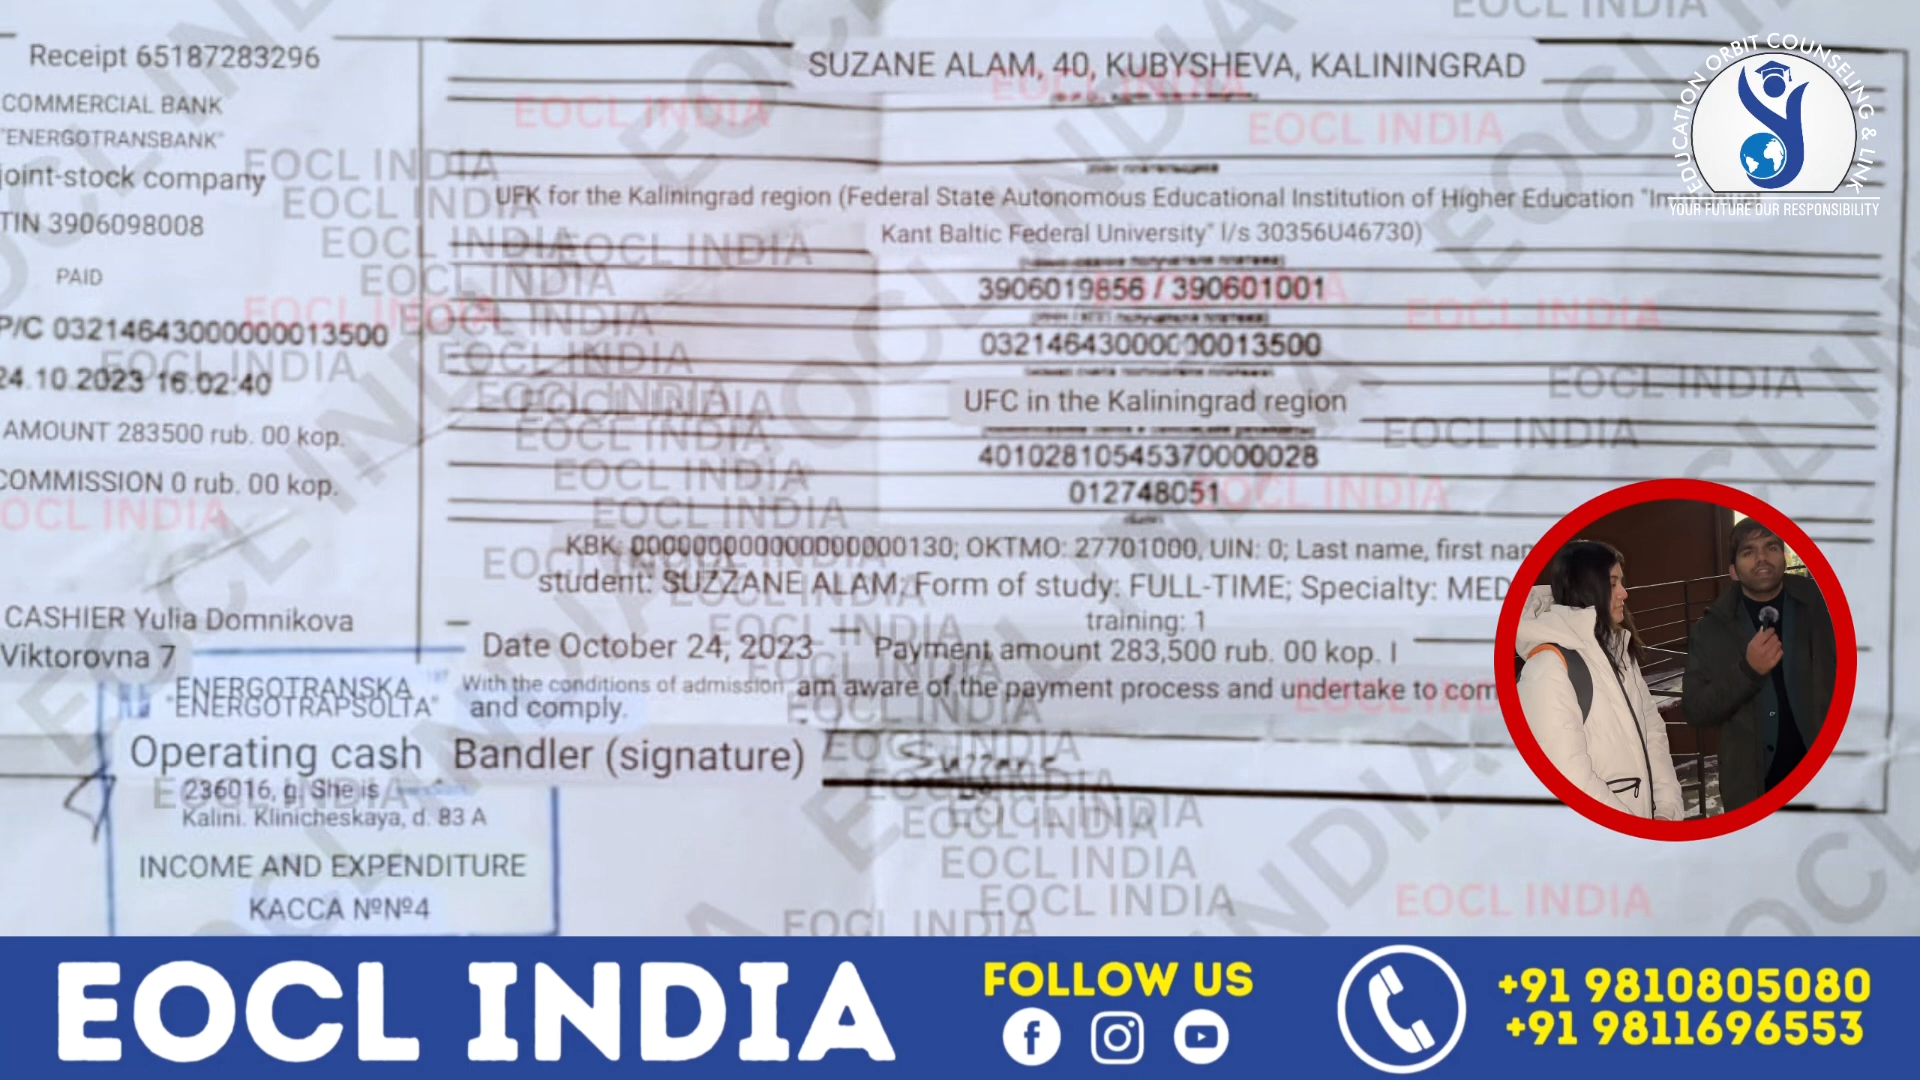 EOCL INDIA
Receipt 65187283296
COMMERCIAL BANK
"ENERGOTRANSBANK"
joint-stock company
TIN 3906098008
PAID
P/C 03214643000000013500
24.10.2023 16:02:40
AMOUNT 283500 rub. 00 kop.
COMMISSION 0 rub. 00 kop.
CASHIER Yulia Domnikova
Viktorovna 7
SUZANE ALAM, 40, KUBYSHEVA, KALININGRAD
UFK for the Kaliningrad region (Federal State Autonomous Educational Institution of Higher Education "Immanuel
Kant Baltic Federal University" l/s 30356U46730)
3906019856 / 390601001
03214643000000013500
UFC in the Kaliningrad region
40102810545370000028
012748051
KBK: 00000000000000000130; OKTMO: 27701000, UIN: 0; Last name, first nam
student: SUZZANE ALAM; Form of study: FULL-TIME; Specialty: MED
training: 1
Date October 24, 2023 Payment amount 283,500 rub. 00 kop. I
With the conditions of admission am aware of the payment process and undertake to com
and comply.
ENERGOTRANSKA
"ENERGOTRAPSOLTA"
Operating cash Bandler (signature) Suzzane
236016, g. She is
Kalini. Klinicheskaya, d. 83 A
INCOME AND EXPENDITURE
KACCA №№4
EDUCATION ORBIT COUNSELING & LINK
YOUR FUTURE OUR RESPONSIBILITY
EOCL INDIA
FOLLOW US
+91 9810805080
+91 9811696553